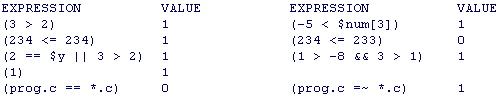 EXPRESSION VALUE EXPRESSION VALUE
(3 > 2) 1 (-5 < $num[3]) 1
(234 <= 234) 1 (234 <= 233) 0
(2 == $y || 3 > 2) 1 (1 > -8 && 3 > 1) 1
(1) 1
(prog.c == *.c) 0 (prog.c =~ *.c) 1